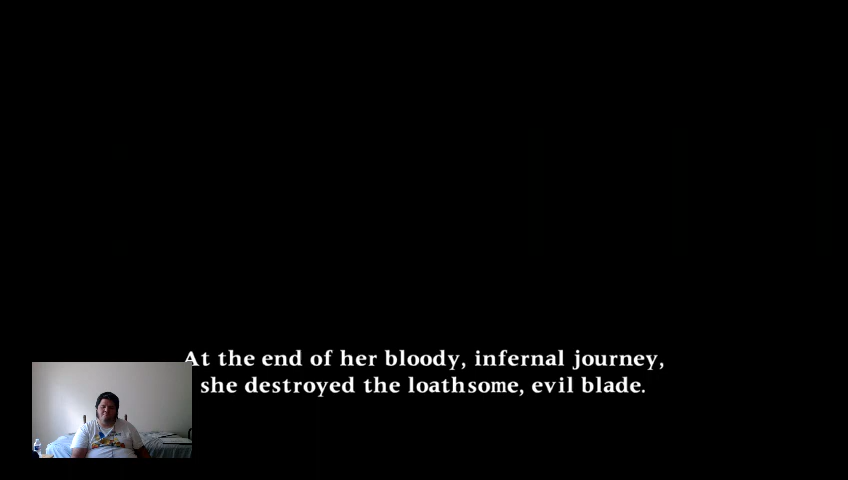 At the end of her bloody, infernal journey,
she destroyed the loathsome, evil blade.